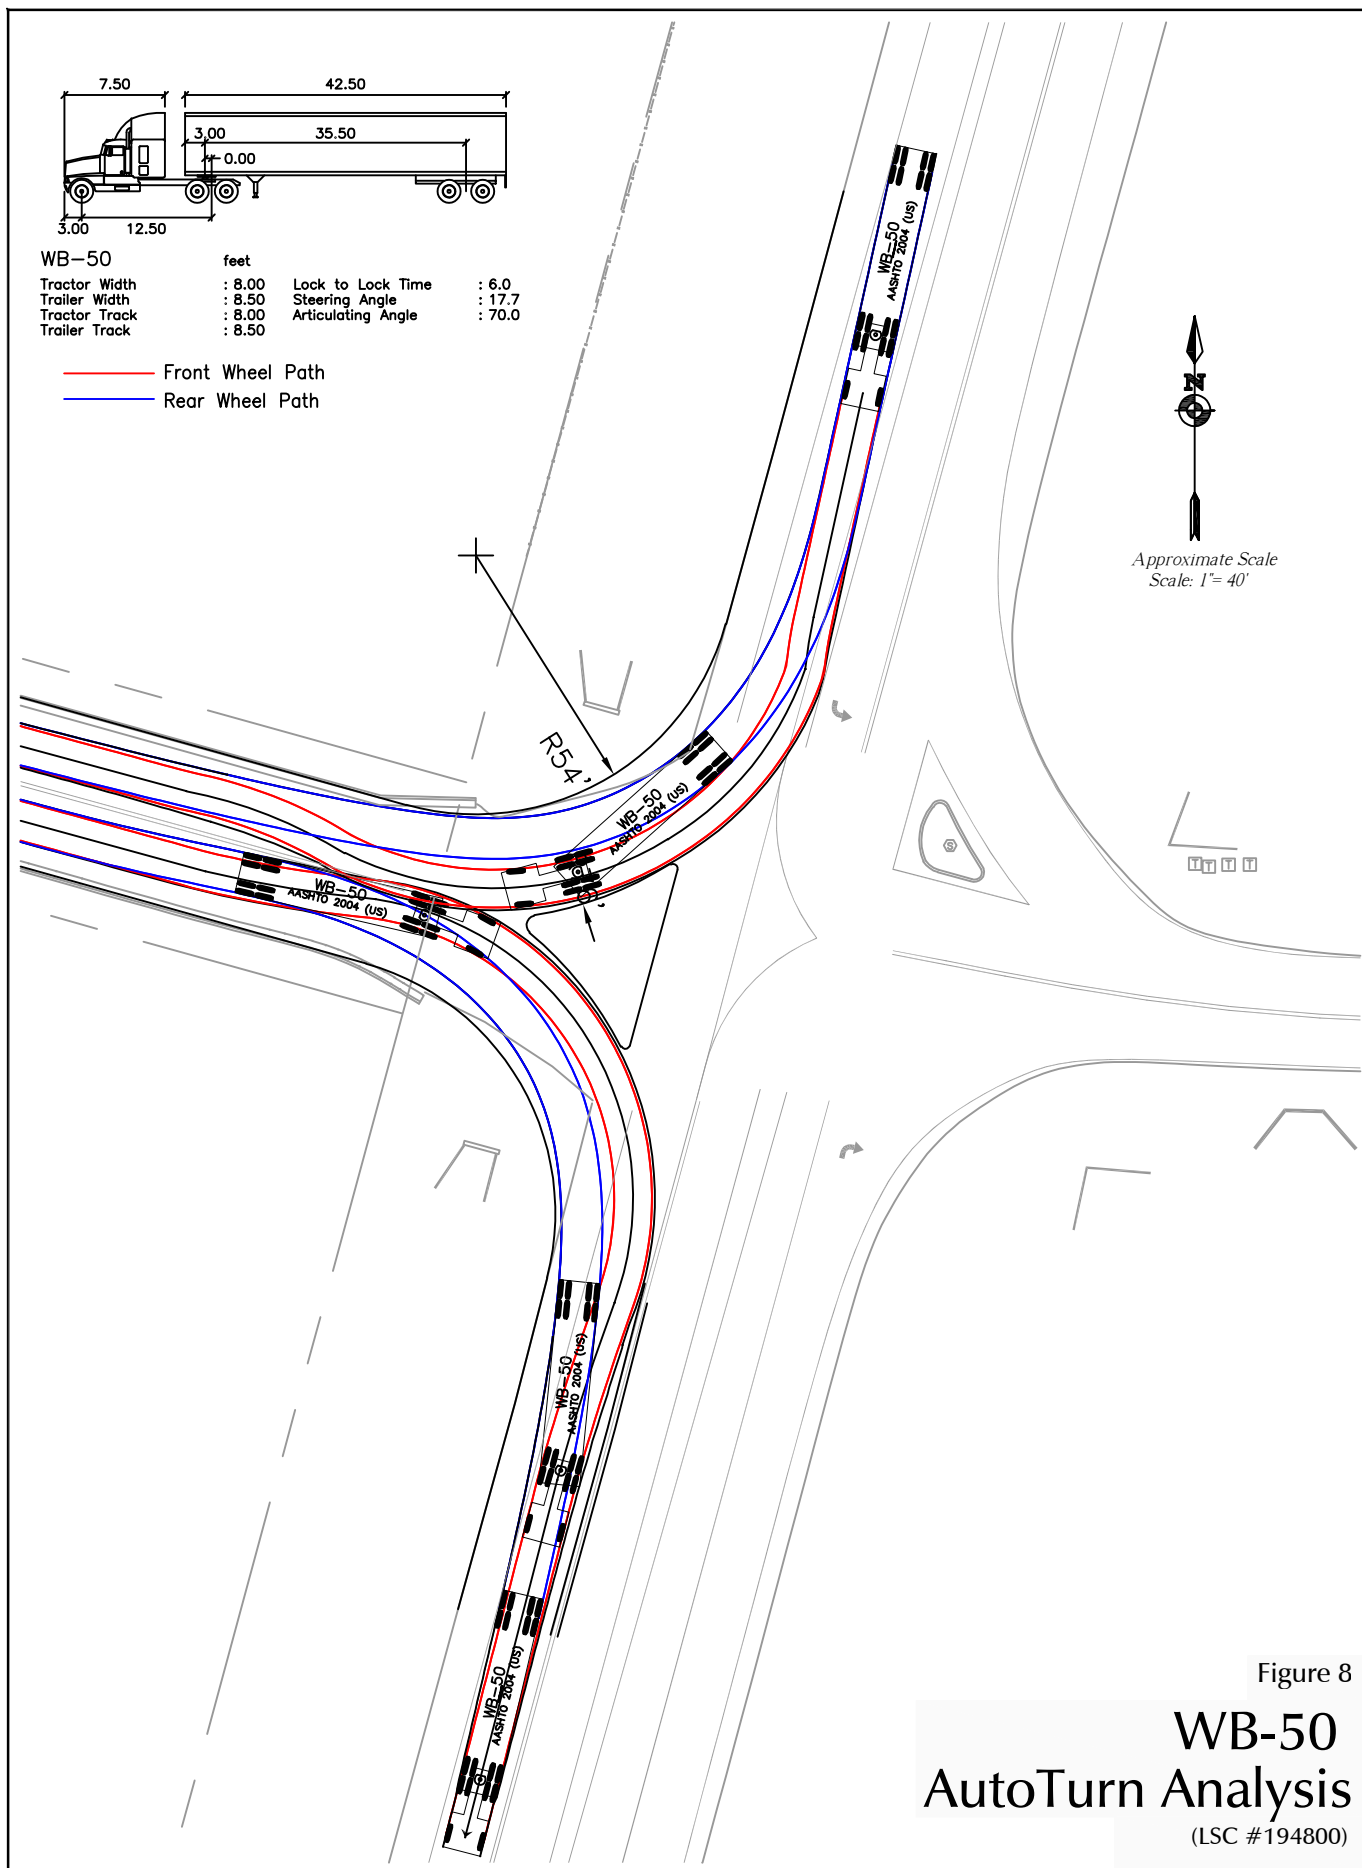 7.50 42.50
3.00 35.50
0.00
3.00 12.50
WB-50 feet
Tractor Width : 8.00 Lock to Lock Time : 6.0
Trailer Width : 8.50 Steering Angle : 17.7
Tractor Track : 8.00 Articulating Angle : 70.0
Trailer Track : 8.50
Front Wheel Path
Rear Wheel Path
WB-50
AASHTO 2004 (US)
N
Approximate Scale
Scale: 1"= 40'
R54'
WB-50
AASHTO 2004 (US)
WB-50
AASHTO 2004 (US)
6'
S
T T T T
WB-50
AASHTO 2004 (US)
WB-50
AASHTO 2004 (US)
Figure 8
WB-50
AutoTurn Analysis
(LSC #194800)